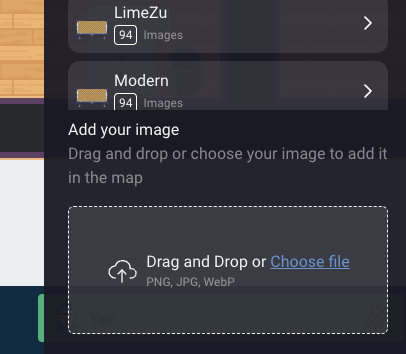 LimeZu
94 Images
Modern
94 Images
Add your image
Drag and drop or choose your image to add it
in the map
Drag and Drop or Choose file
PNG, JPG, WebP
You